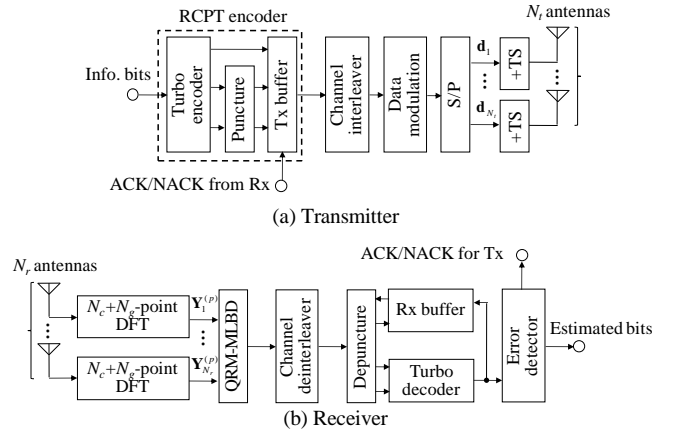 RCPT encoder
N_t antennas
Info. bits
Turbo encoder
Puncture
Tx buffer
Channel interleaver
Data modulation
S/P
d_1
...
d_{N_t}
+TS
...
+TS
ACK/NACK from Rx
(a) Transmitter
ACK/NACK for Tx
N_r antennas
N_c+N_g-point
DFT
Y_1^{(p)}
...
Y_{N_r}^{(p)}
N_c+N_g-point
DFT
QRM-MLBD
Channel deinterleaver
Depuncture
Rx buffer
Turbo
decoder
Error detector
Estimated bits
(b) Receiver